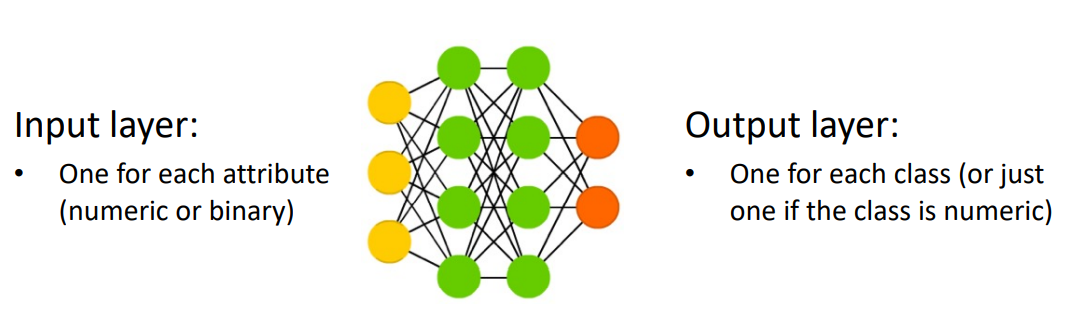 Input layer:
• One for each attribute
(numeric or binary)
Output layer:
• One for each class (or just
one if the class is numeric)